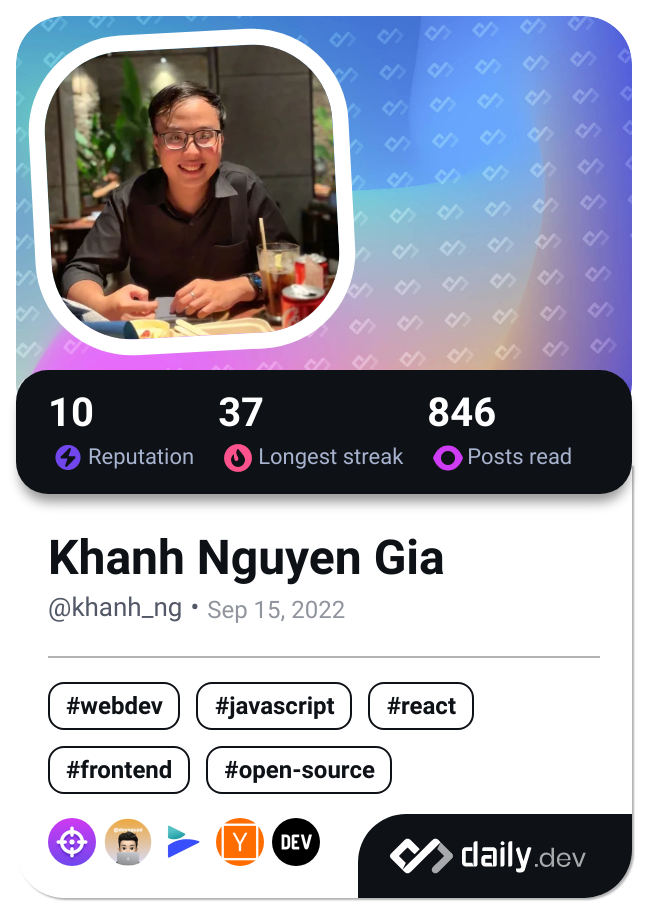 10 37 846
Reputation Longest streak Posts read
Khanh Nguyen Gia
@khanh_ng • Sep 15, 2022
#webdev #javascript #react
#frontend #open-source
Y DEV
daily.dev